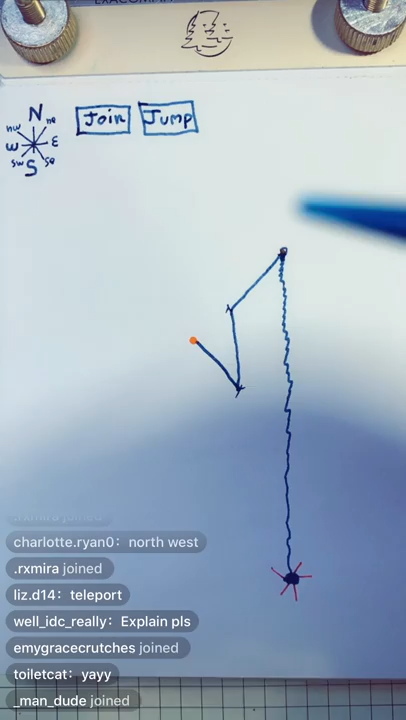 N
nw
ne
W
E
sw
S
se
Join
Jump
charlotte.ryan0: north west
.rxmira joined
liz.d14: teleport
well_idc_really: Explain pls
emygracecrutches joined
toiletcat: yayy
_man_dude joined